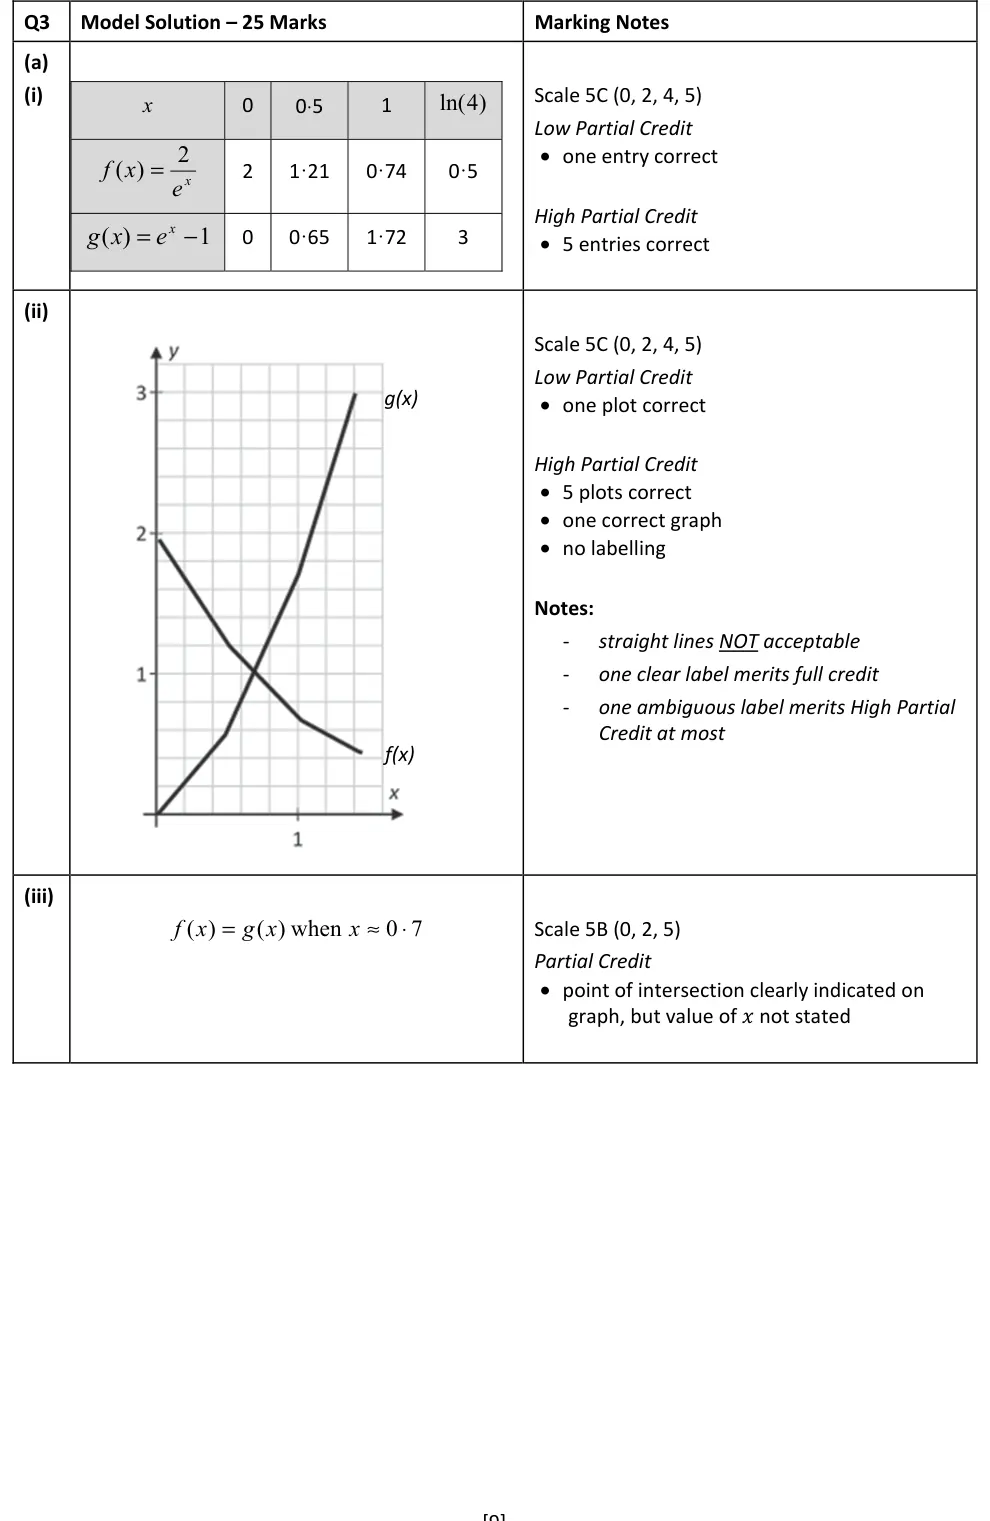 Q3 Model Solution – 25 Marks Marking Notes
(a)
(i)
x 0 0·5 1 ln(4)
f(x) = 2/e^x 2 1·21 0·74 0·5
g(x) = e^x − 1 0 0·65 1·72 3
Scale 5C (0, 2, 4, 5)
Low Partial Credit
• one entry correct
High Partial Credit
• 5 entries correct
(ii)
y
3
g(x)
2
1
f(x)
x
1
Scale 5C (0, 2, 4, 5)
Low Partial Credit
• one plot correct
High Partial Credit
• 5 plots correct
• one correct graph
• no labelling
Notes:
- straight lines NOT acceptable
- one clear label merits full credit
- one ambiguous label merits High Partial
Credit at most
(iii)
f(x) = g(x) when x ≈ 0·7
Scale 5B (0, 2, 5)
Partial Credit
• point of intersection clearly indicated on
graph, but value of x not stated